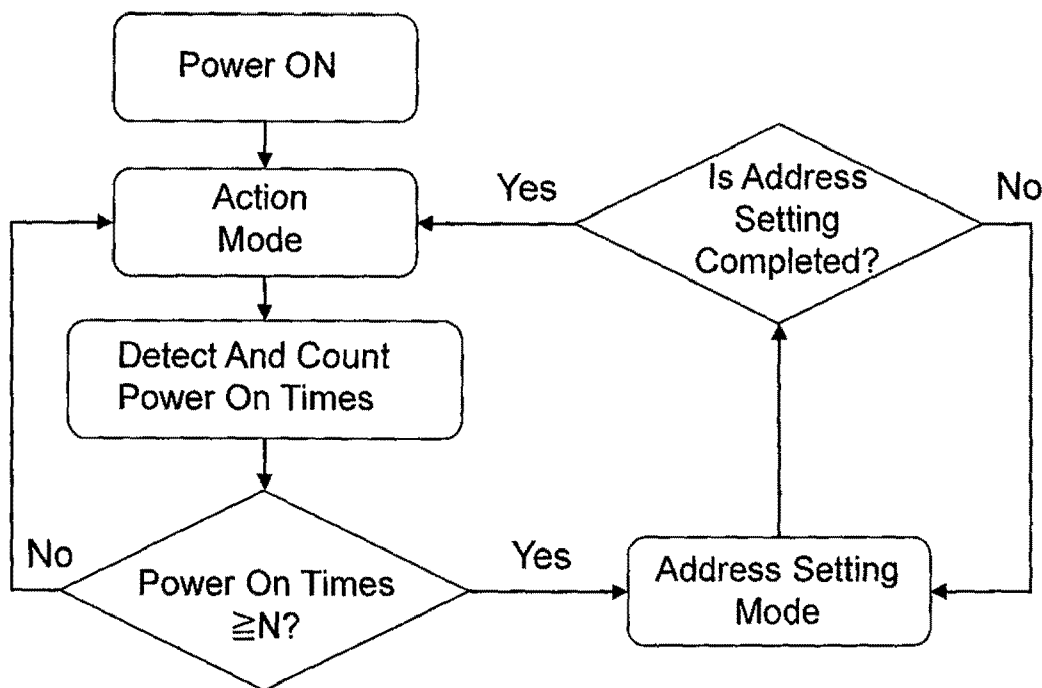 Power ON
Action
Mode
Yes
Is Address
Setting
Completed?
No
Detect And Count
Power On Times
No
Power On Times
≧N?
Yes
Address Setting
Mode